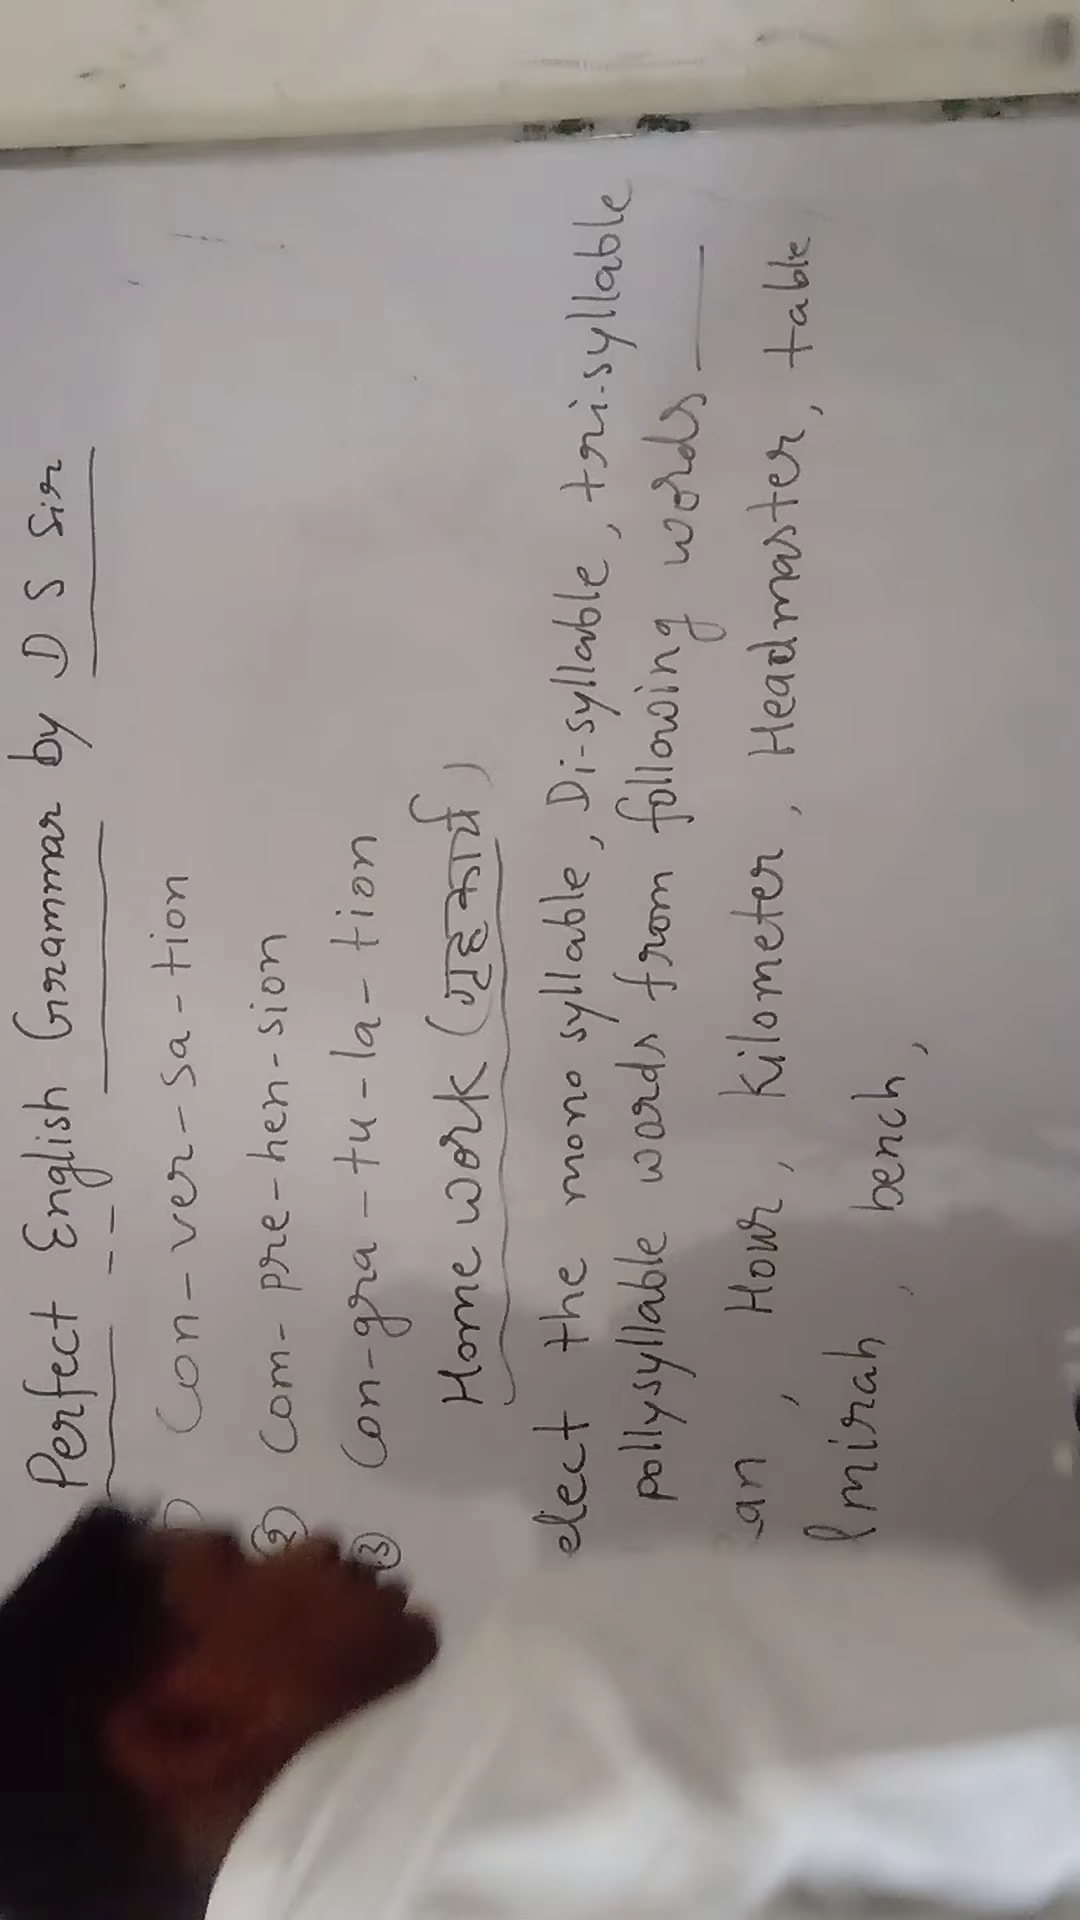 Perfect English Grammar by D S Sir
Con-ver-sa-tion
② Com-pre-hen-sion
③ Con-gra-tu-la-tion
Home work (गृहकार्य)
elect the mono syllable, Di-syllable, tri-syllable
pollysyllable words from following words —
an, Hour, kilometer, Headmaster, table
lmirah, bench,